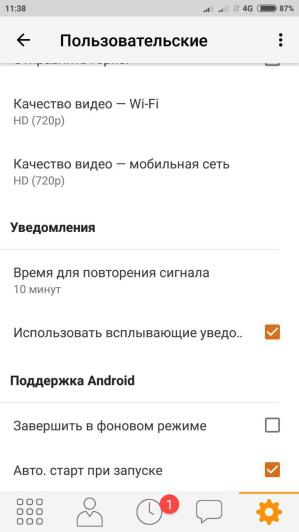 11:38
4G 87%
Пользовательские
Качество видео — Wi-Fi
HD (720p)
Качество видео — мобильная сеть
HD (720p)
Уведомления
Время для повторения сигнала
10 минут
Использовать всплывающие уведо..
Поддержка Android
Завершить в фоновом режиме
Авто. старт при запуске
1